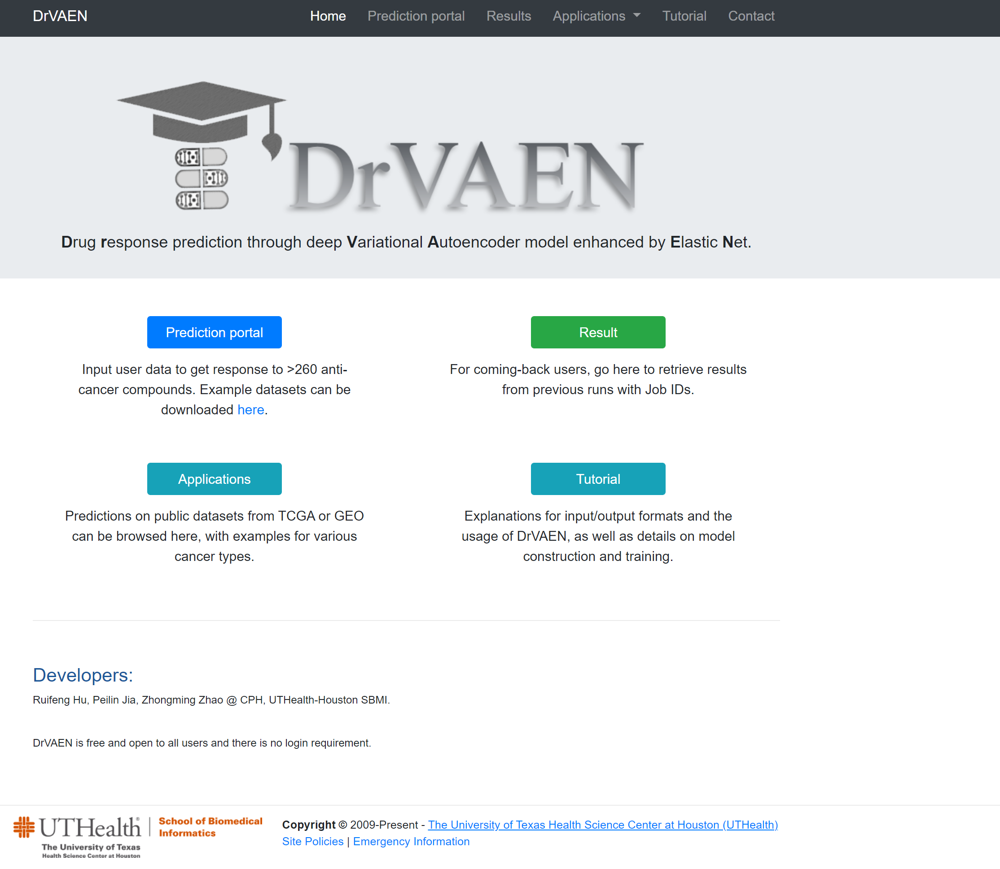 DrVAEN
Home Prediction portal Results Applications Tutorial Contact
DrVAEN
Drug response prediction through deep Variational Autoencoder model enhanced by Elastic Net.
Prediction portal
Input user data to get response to >260 anti-
cancer compounds. Example datasets can be
downloaded here.
Result
For coming-back users, go here to retrieve results
from previous runs with Job IDs.
Applications
Predictions on public datasets from TCGA or GEO
can be browsed here, with examples for various
cancer types.
Tutorial
Explanations for input/output formats and the
usage of DrVAEN, as well as details on model
construction and training.
Developers:
Ruifeng Hu, Peilin Jia, Zhongming Zhao @ CPH, UTHealth-Houston SBMI.
DrVAEN is free and open to all users and there is no login requirement.
UTHealth®
The University of Texas
Health Science Center at Houston
School of Biomedical
Informatics
Copyright © 2009-Present - The University of Texas Health Science Center at Houston (UTHealth)
Site Policies | Emergency Information